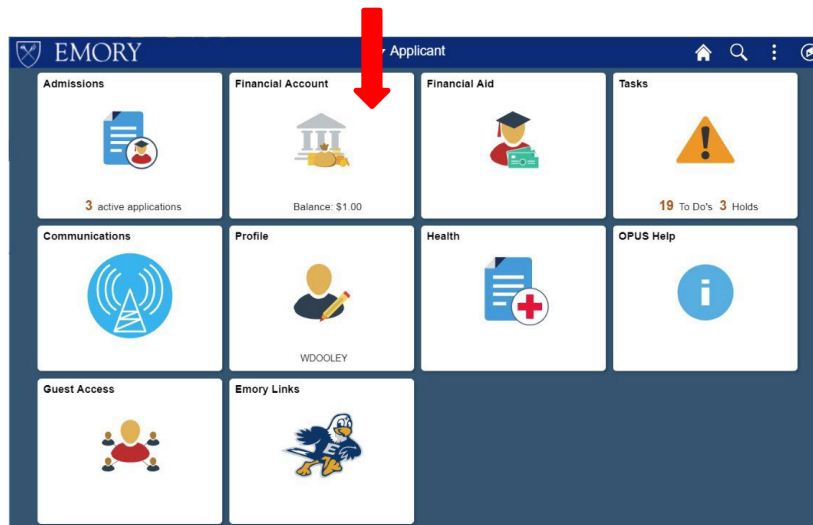 EMORY
Applicant
Admissions
3 active applications
Financial Account
Balance: $1.00
Financial Aid
Tasks
19 To Do's 3 Holds
Communications
Profile
WDOOLEY
Health
OPUS Help
i
Guest Access
Emory Links
E